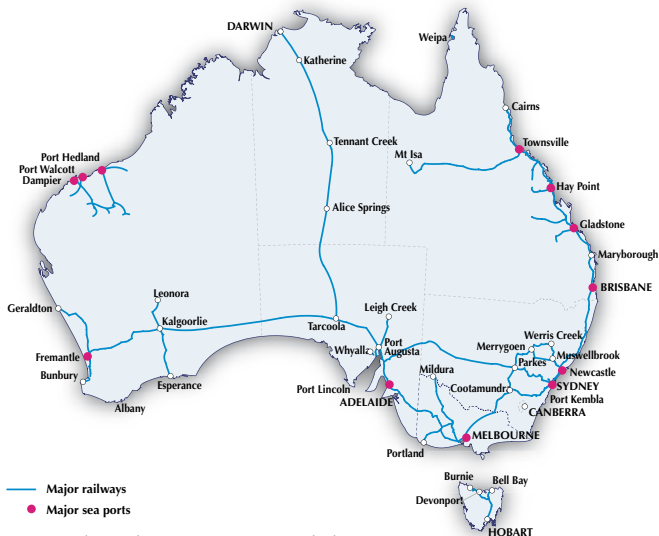 DARWIN
Katherine
Weipa
Cairns
Townsville
Tennant Creek
Mt Isa
Port Hedland
Port Walcott
Dampier
Hay Point
Alice Springs
Gladstone
Maryborough
BRISBANE
Leonora
Geraldton
Kalgoorlie
Leigh Creek
Tarcoola
Werris Creek
Merrygoen
Port
Augusta
Whyalla
Muswellbrook
Parkes
Fremantle
Newcastle
Mildura
Bunbury
Esperance
Port Lincoln
Cootamundr
SYDNEY
Port Kembla
ADELAIDE
Albany
CANBERRA
MELBOURNE
Portland
Burnie
Bell Bay
Major railways
Devonpor
Major sea ports
HOBART